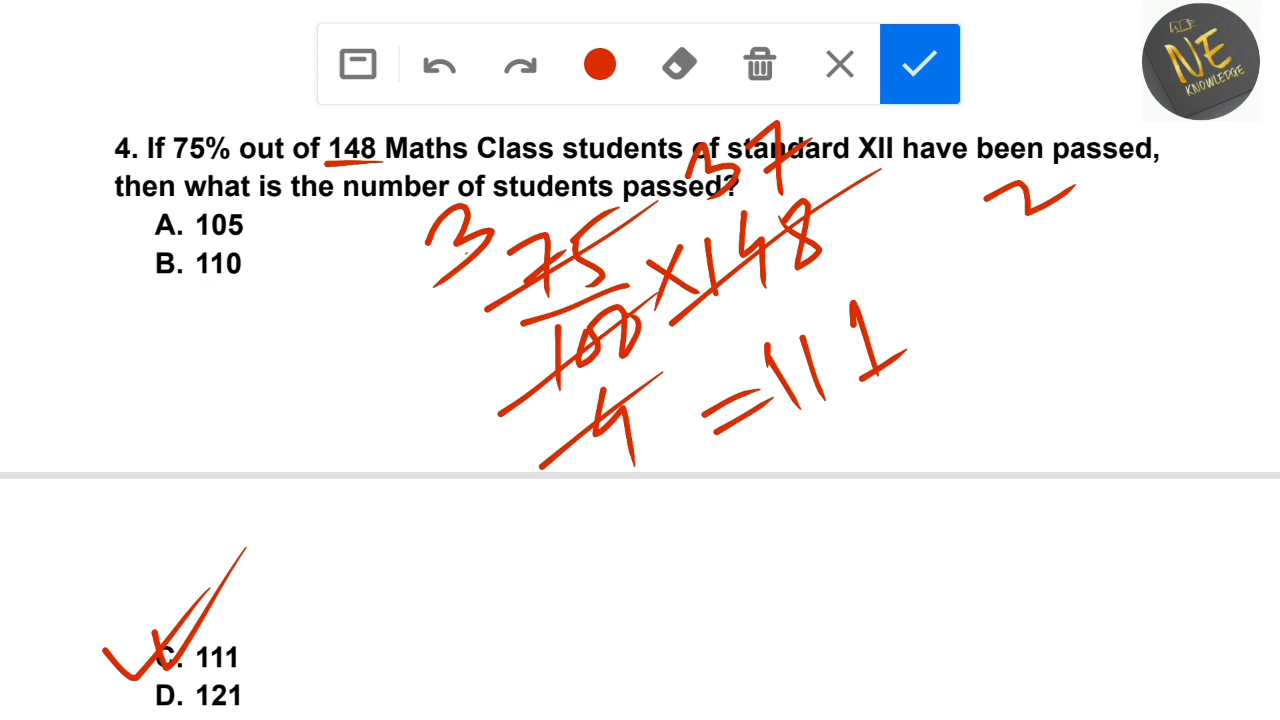 NE
KNOWLEDGE
4. If 75% out of 148 Maths Class students of standard XII have been passed,
then what is the number of students passed?
A. 105
B. 110
3 75 37
100 × 148
4 = 111
2
C. 111
D. 121